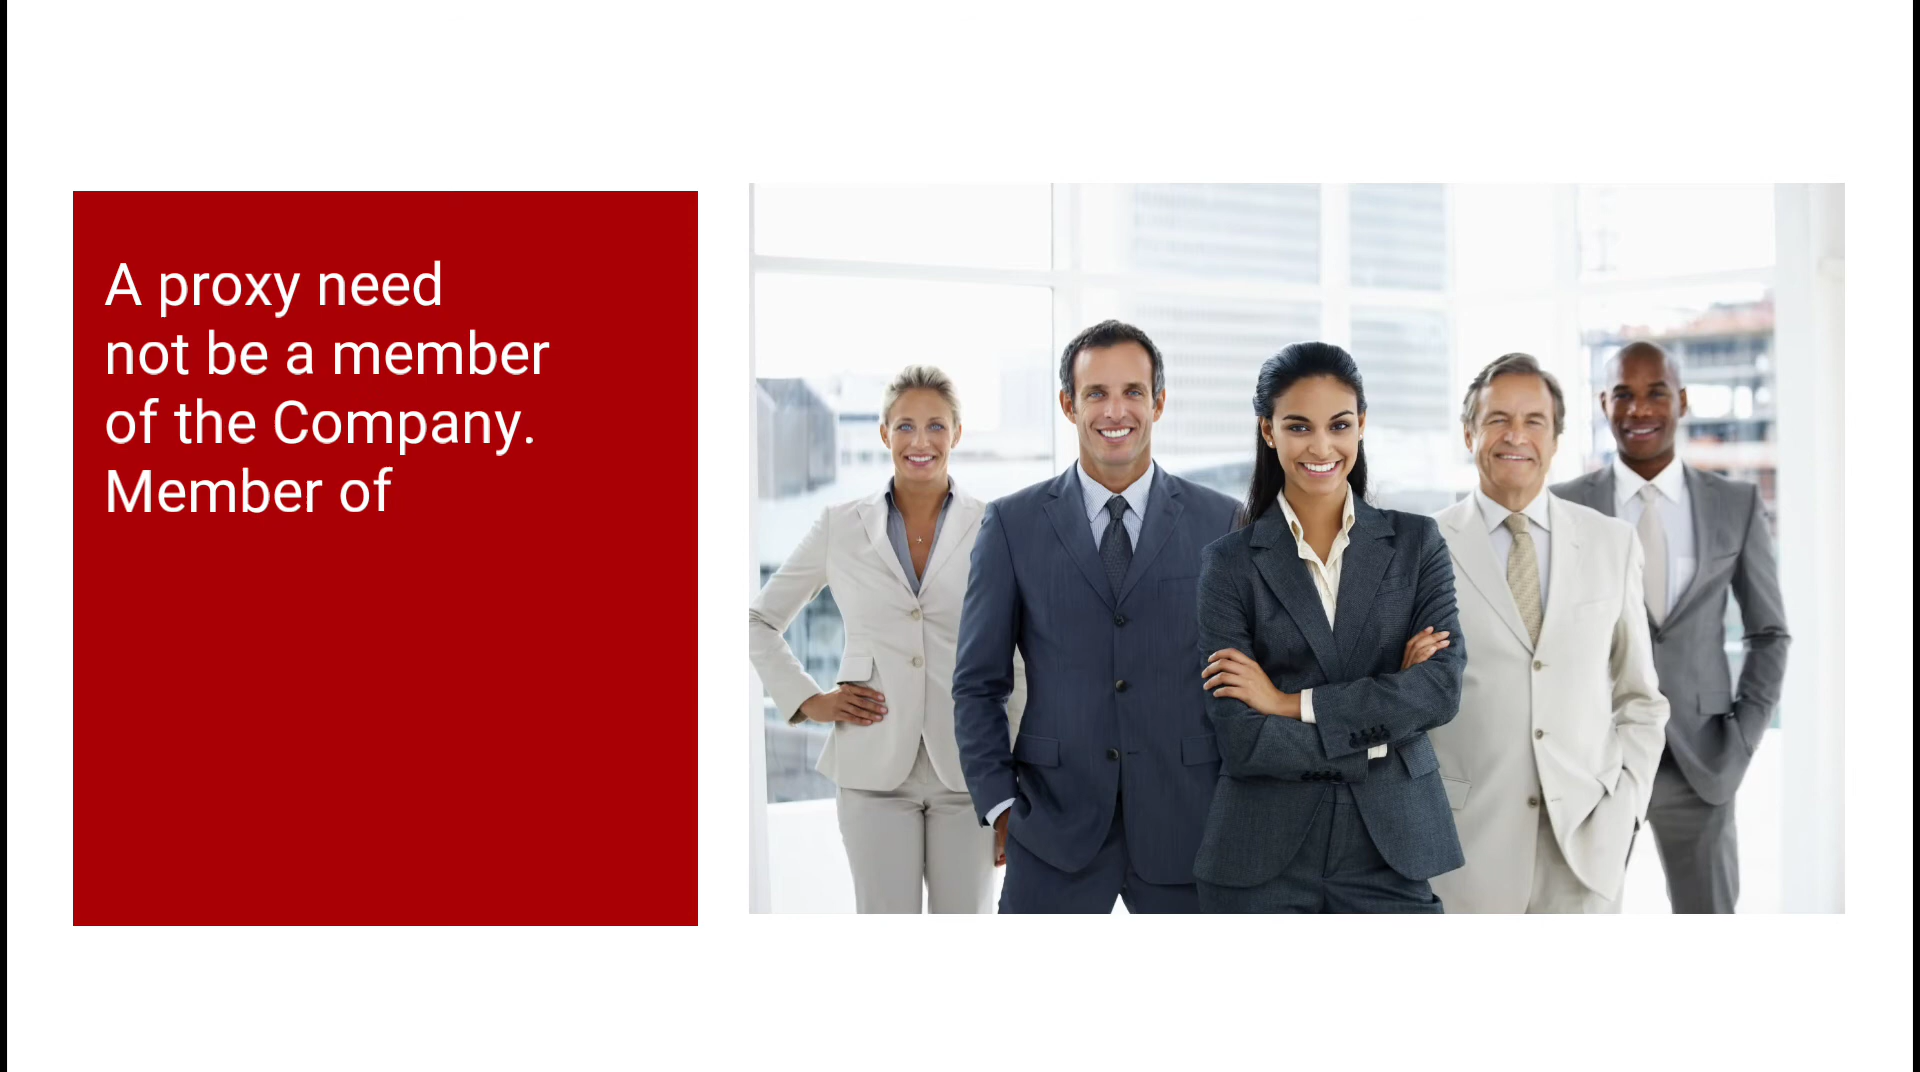 A proxy need
not be a member
of the Company.
Member of